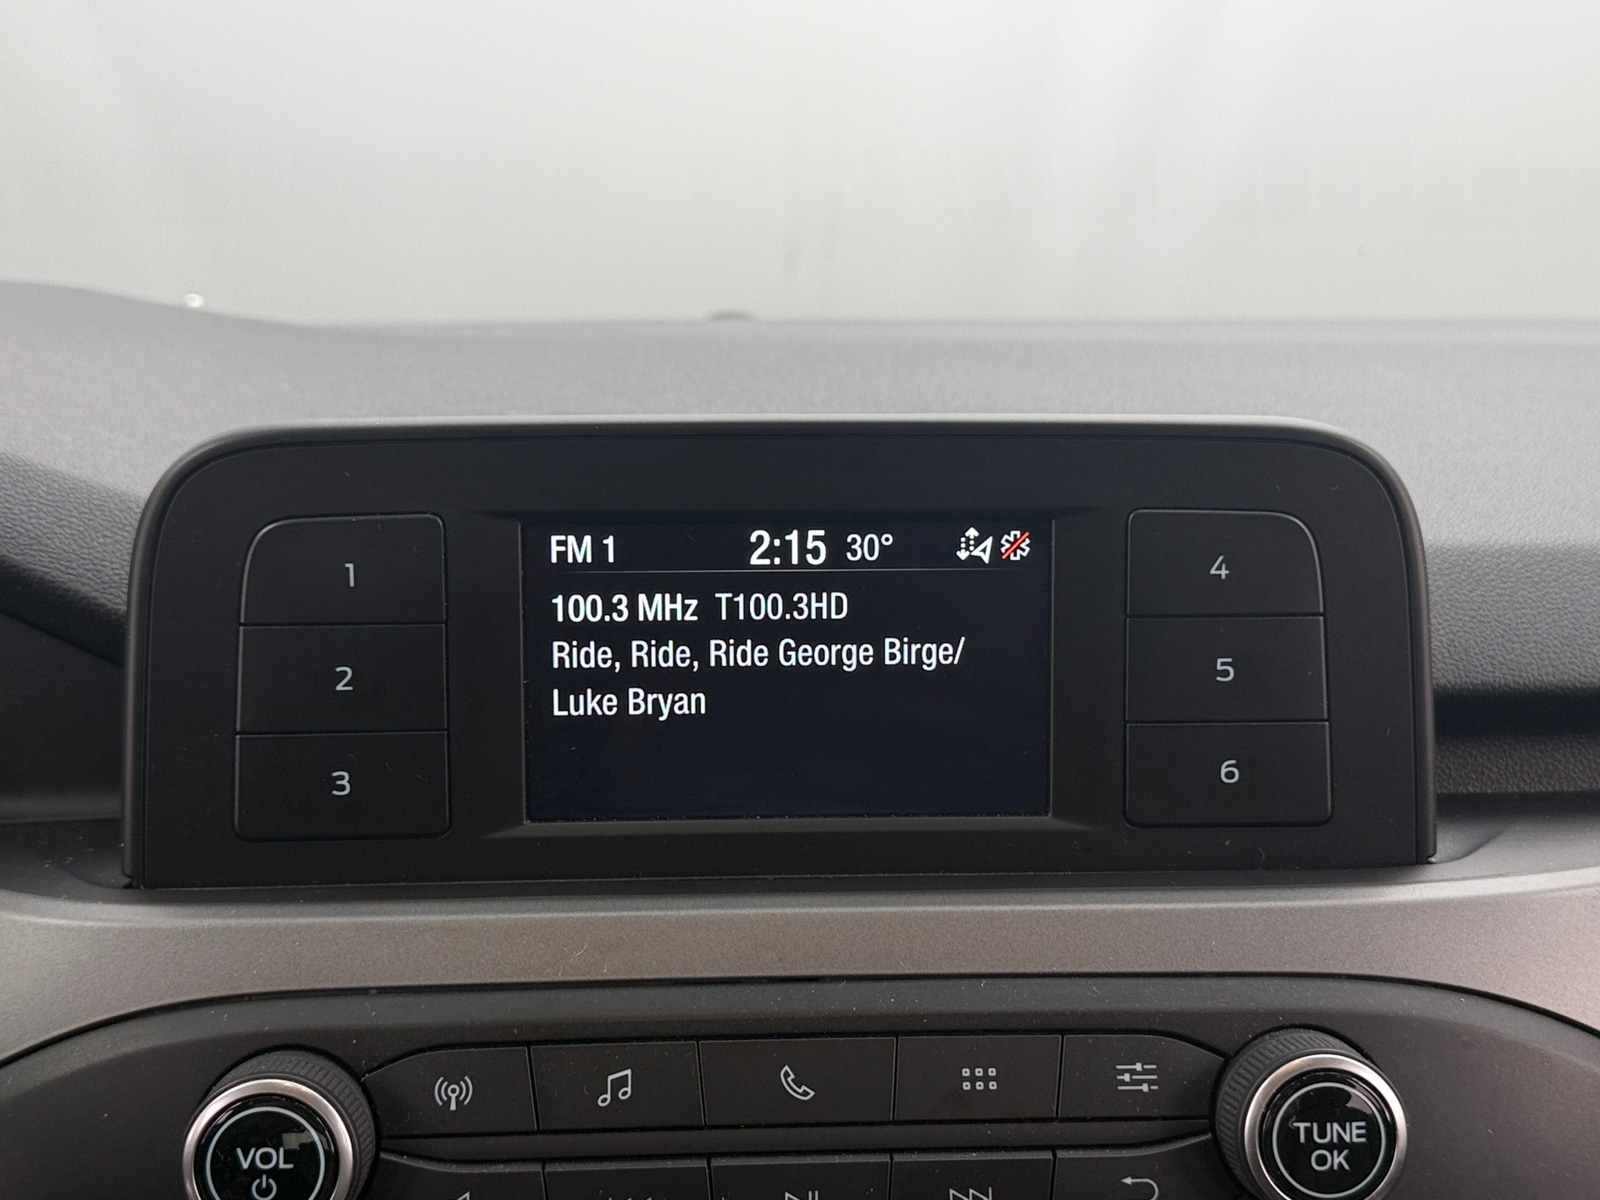 FM 1 2:15 30°
100.3 MHz T100.3HD
Ride, Ride, Ride George Birge/
Luke Bryan
1
2
3
4
5
6
VOL
TUNE
OK